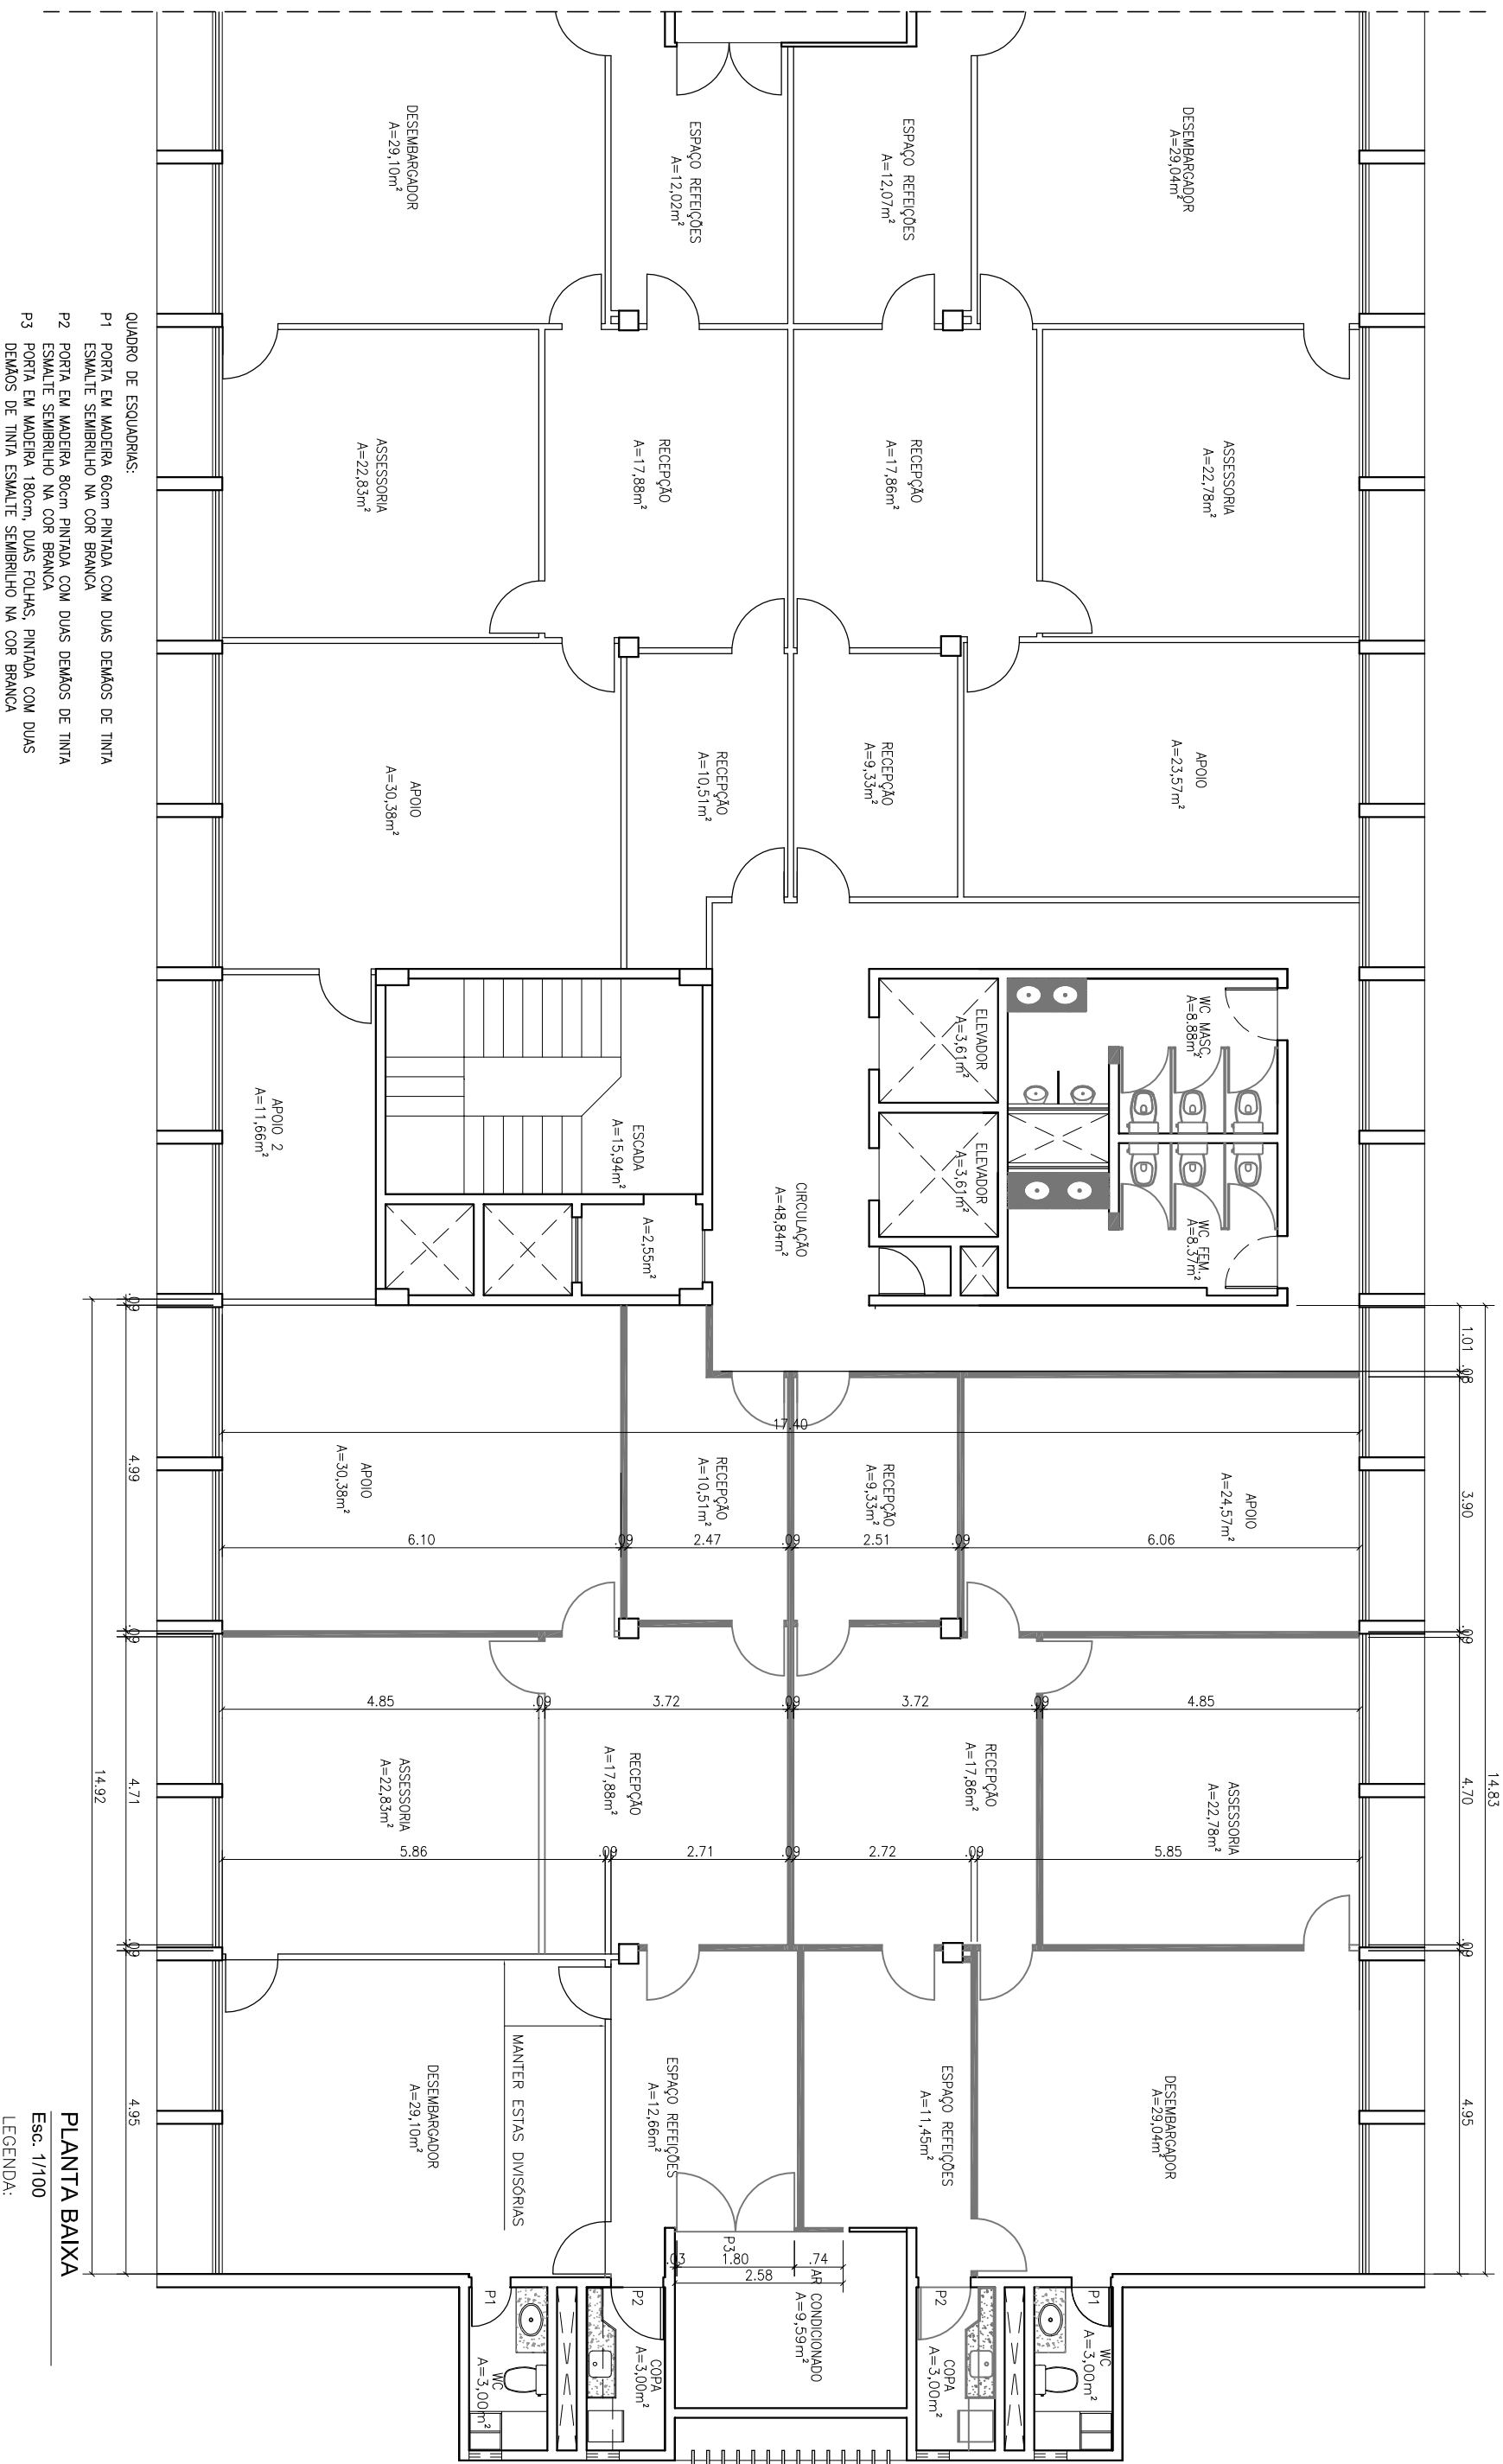 DESEMBARGADOR
A=29,04m²
ESPAÇO REFEIÇÕES
A=12,07m²
ESPAÇO REFEIÇÕES
A=12,02m²
DESEMBARGADOR
A=29,10m²
ASSESSORIA
A=22,78m²
RECEPÇÃO
A=17,86m²
RECEPÇÃO
A=17,88m²
ASSESSORIA
A=22,83m²
APOIO
A=23,57m²
RECEPÇÃO
A=9,33m²
RECEPÇÃO
A=10,51m²
APOIO
A=30,38m²
WC MASC.
A=8.88m²
ELEVADOR
A=3,61m²
ELEVADOR
A=3,61m²
WC FEM.
A=8.37m²
CIRCULAÇÃO
A=48,84m²
ESCADA
A=15,94m²
A=2,55m²
APOIO 2
A=11,66m²
14.83
1.01
.08
3.90
.09
4.70
.09
4.95
17.40
APOIO
A=24,57m²
RECEPÇÃO
A=9,33m²
RECEPÇÃO
A=10,51m²
APOIO
A=30,38m²
6.06
.09
2.51
.09
2.47
.09
6.10
4.85
.09
3.72
.09
3.72
.09
4.85
ASSESSORIA
A=22,78m²
RECEPÇÃO
A=17,86m²
RECEPÇÃO
A=17,88m²
ASSESSORIA
A=22,83m²
5.85
.09
2.72
.09
2.71
.09
5.86
DESEMBARGADOR
A=29,04m²
ESPAÇO REFEIÇÕES
A=11,45m²
ESPAÇO REFEIÇÕES
A=12,66m²
MANTER ESTAS DIVISÓRIAS
DESEMBARGADOR
A=29,10m²
P3
.74
1.80
.03
2.58
AR CONDICIONADO
A=9,59m²
P1
WC
A=3,00m²
P2
COPA
A=3,00m²
P2
COPA
A=3,00m²
P1
WC
A=3,00m²
.09
4.99
.09
4.71
.09
4.95
14.92
QUADRO DE ESQUADRIAS:
P1 PORTA EM MADEIRA 60cm PINTADA COM DUAS DEMÃOS DE TINTA
ESMALTE SEMIBRILHO NA COR BRANCA
P2 PORTA EM MADEIRA 80cm PINTADA COM DUAS DEMÃOS DE TINTA
ESMALTE SEMIBRILHO NA COR BRANCA
P3 PORTA EM MADEIRA 180cm, DUAS FOLHAS, PINTADA COM DUAS
DEMÃOS DE TINTA ESMALTE SEMIBRILHO NA COR BRANCA
PLANTA BAIXA
Esc. 1/100
LEGENDA: